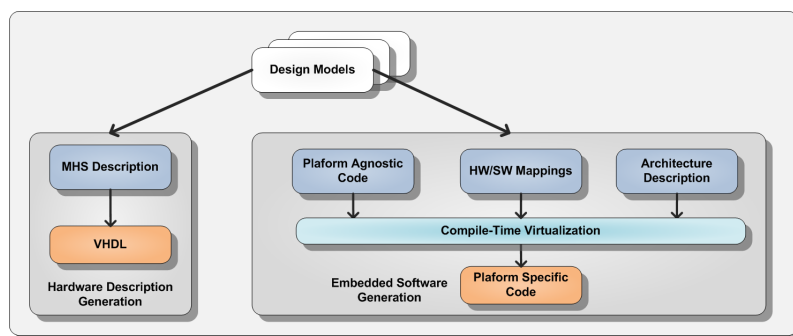 Design Models
MHS Description
VHDL
Hardware Description
Generation
Plaform Agnostic
Code
HW/SW Mappings
Architecture
Description
Compile-Time Virtualization
Embedded Software
Generation
Plaform Specific
Code